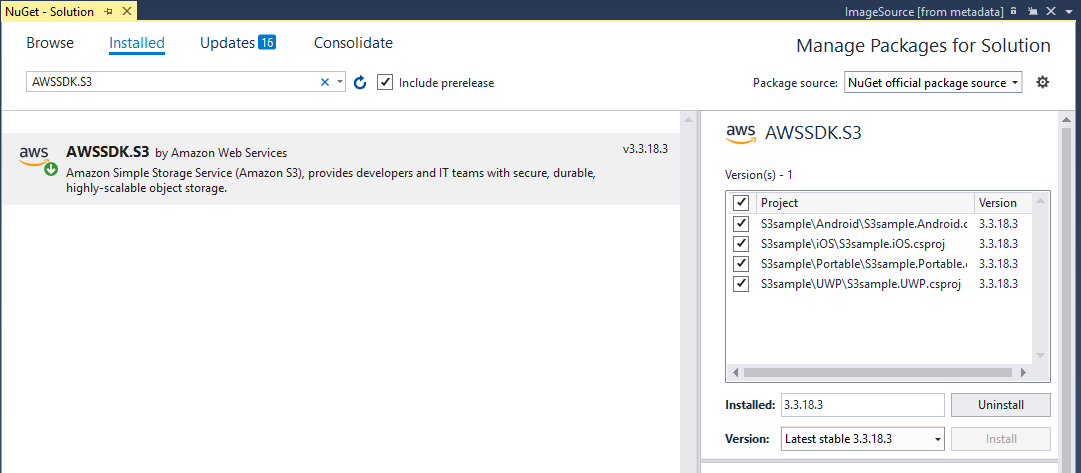 NuGet - Solution
ImageSource [from metadata]
Browse
Installed
Updates 16
Consolidate
Manage Packages for Solution
AWSSDK.S3
Include prerelease
Package source: NuGet official package source
aws
AWSSDK.S3 by Amazon Web Services
v3.3.18.3
Amazon Simple Storage Service (Amazon S3), provides developers and IT teams with secure, durable,
highly-scalable object storage.
aws
AWSSDK.S3
Version(s) - 1
Project Version
S3sample\Android\S3sample.Android.c 3.3.18.3
S3sample\iOS\S3sample.iOS.csproj 3.3.18.3
S3sample\Portable\S3sample.Portable.c 3.3.18.3
S3sample\UWP\S3sample.UWP.csproj 3.3.18.3
Installed: 3.3.18.3 Uninstall
Version: Latest stable 3.3.18.3 Install